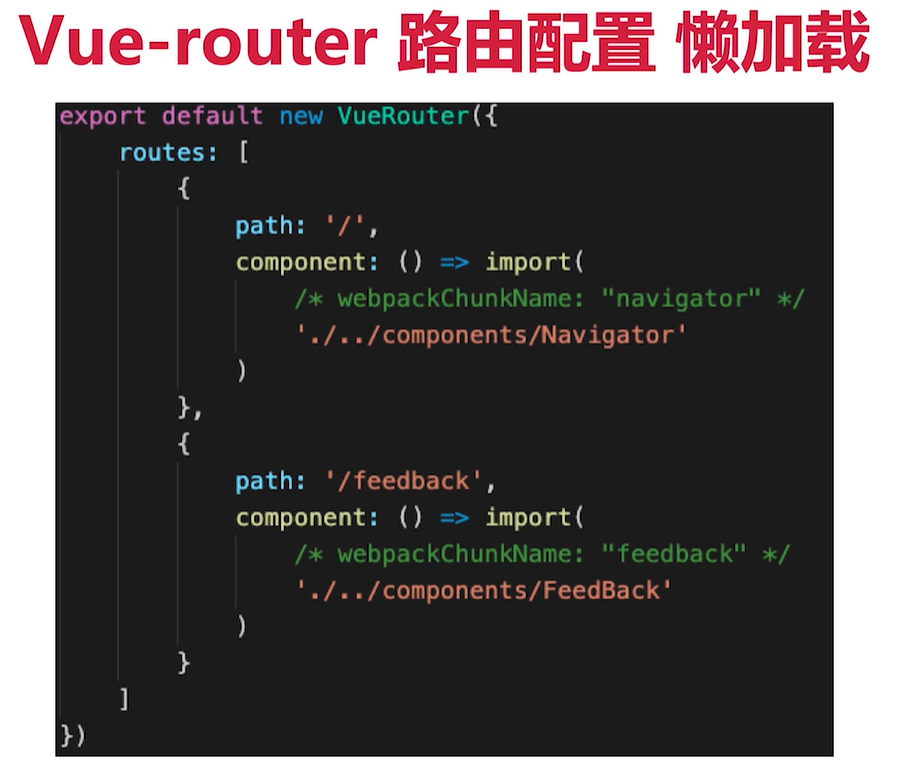 Vue-router 路由配置 懒加载
export default new VueRouter({
    routes: [
        {
            path: '/',
            component: () => import(
                /* webpackChunkName: "navigator" */
                './../components/Navigator'
            )
        },
        {
            path: '/feedback',
            component: () => import(
                /* webpackChunkName: "feedback" */
                './../components/FeedBack'
            )
        }
    ]
})